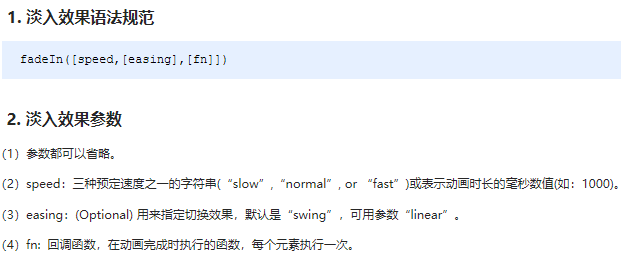 1. 淡入效果语法规范
fadeIn([speed,[easing],[fn]])
2. 淡入效果参数
(1）参数都可以省略。
(2）speed：三种预定速度之一的字符串(“slow”,“normal”, or “fast”)或表示动画时长的毫秒数值(如：1000)。
(3）easing：(Optional) 用来指定切换效果，默认是“swing”，可用参数“linear”。
(4）fn: 回调函数，在动画完成时执行的函数，每个元素执行一次。